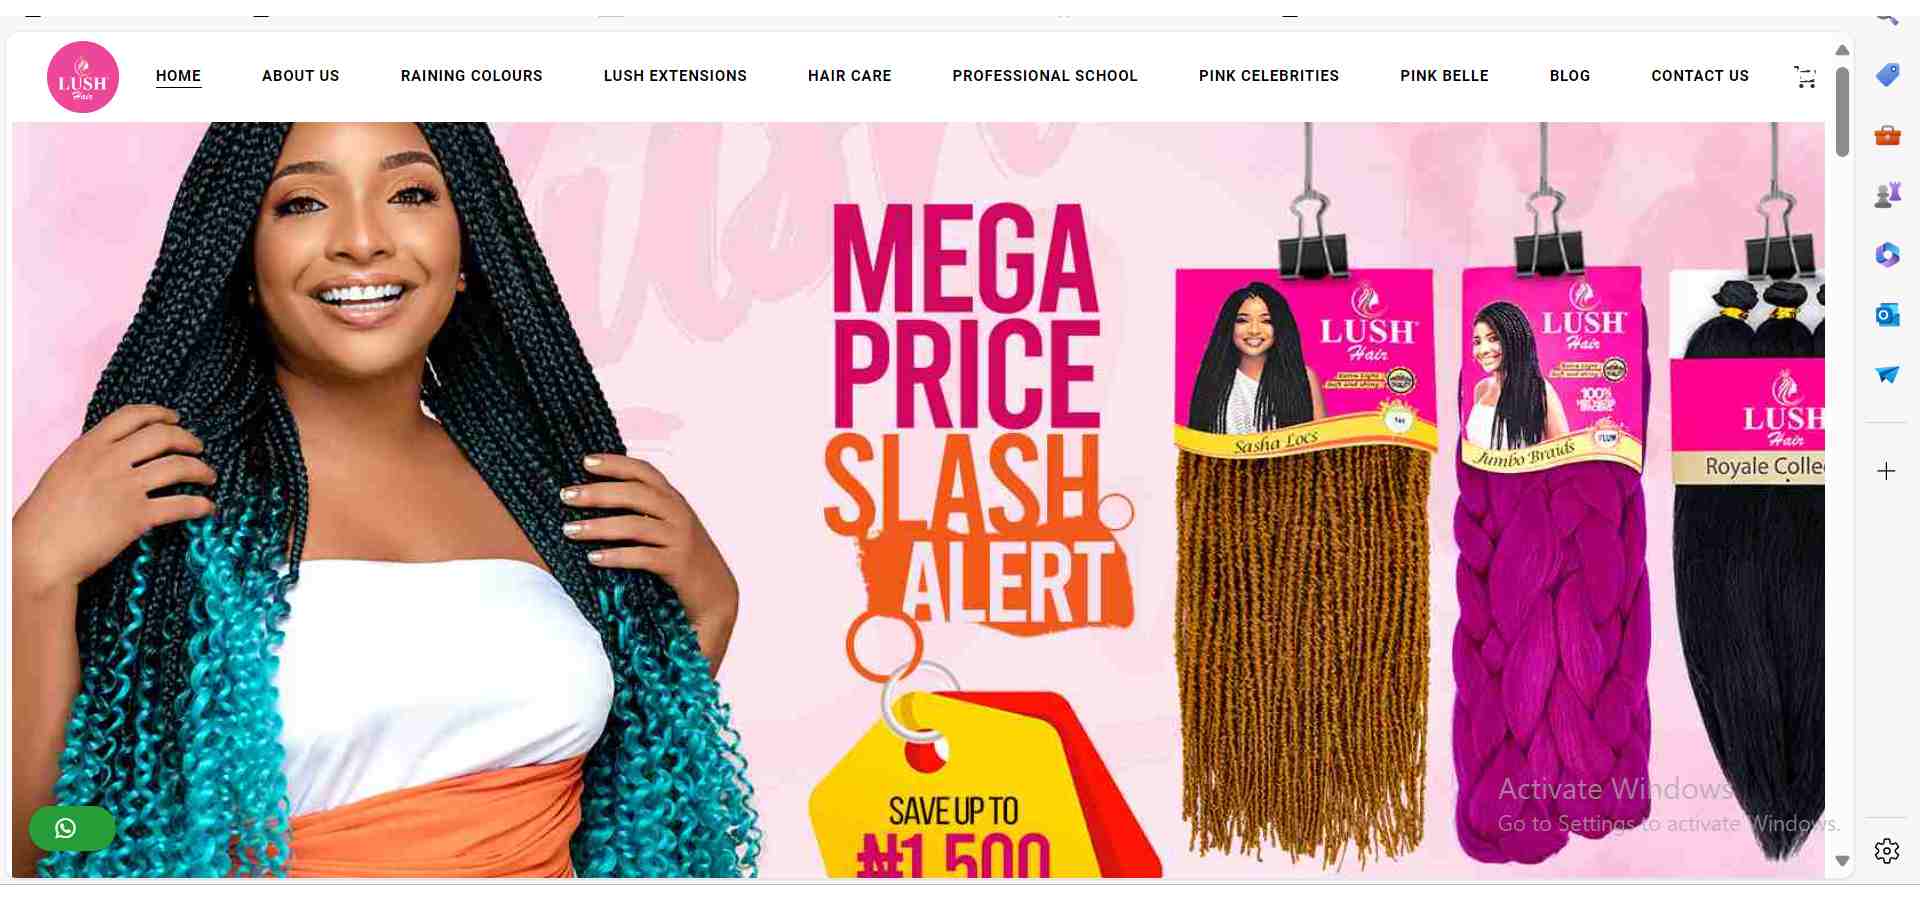 LUSH
Hair
HOME
ABOUT US
RAINING COLOURS
LUSH EXTENSIONS
HAIR CARE
PROFESSIONAL SCHOOL
PINK CELEBRITIES
PINK BELLE
BLOG
CONTACT US
MEGA
PRICE
SLASH
ALERT
SAVE UP TO
₦1,500
LUSH
Hair
Sasha Locs
LUSH
Hair
100%
Jumbo Braids
LUSH
Hair
Royale Colle
Activate Windows
Go to Settings to activate Windows.